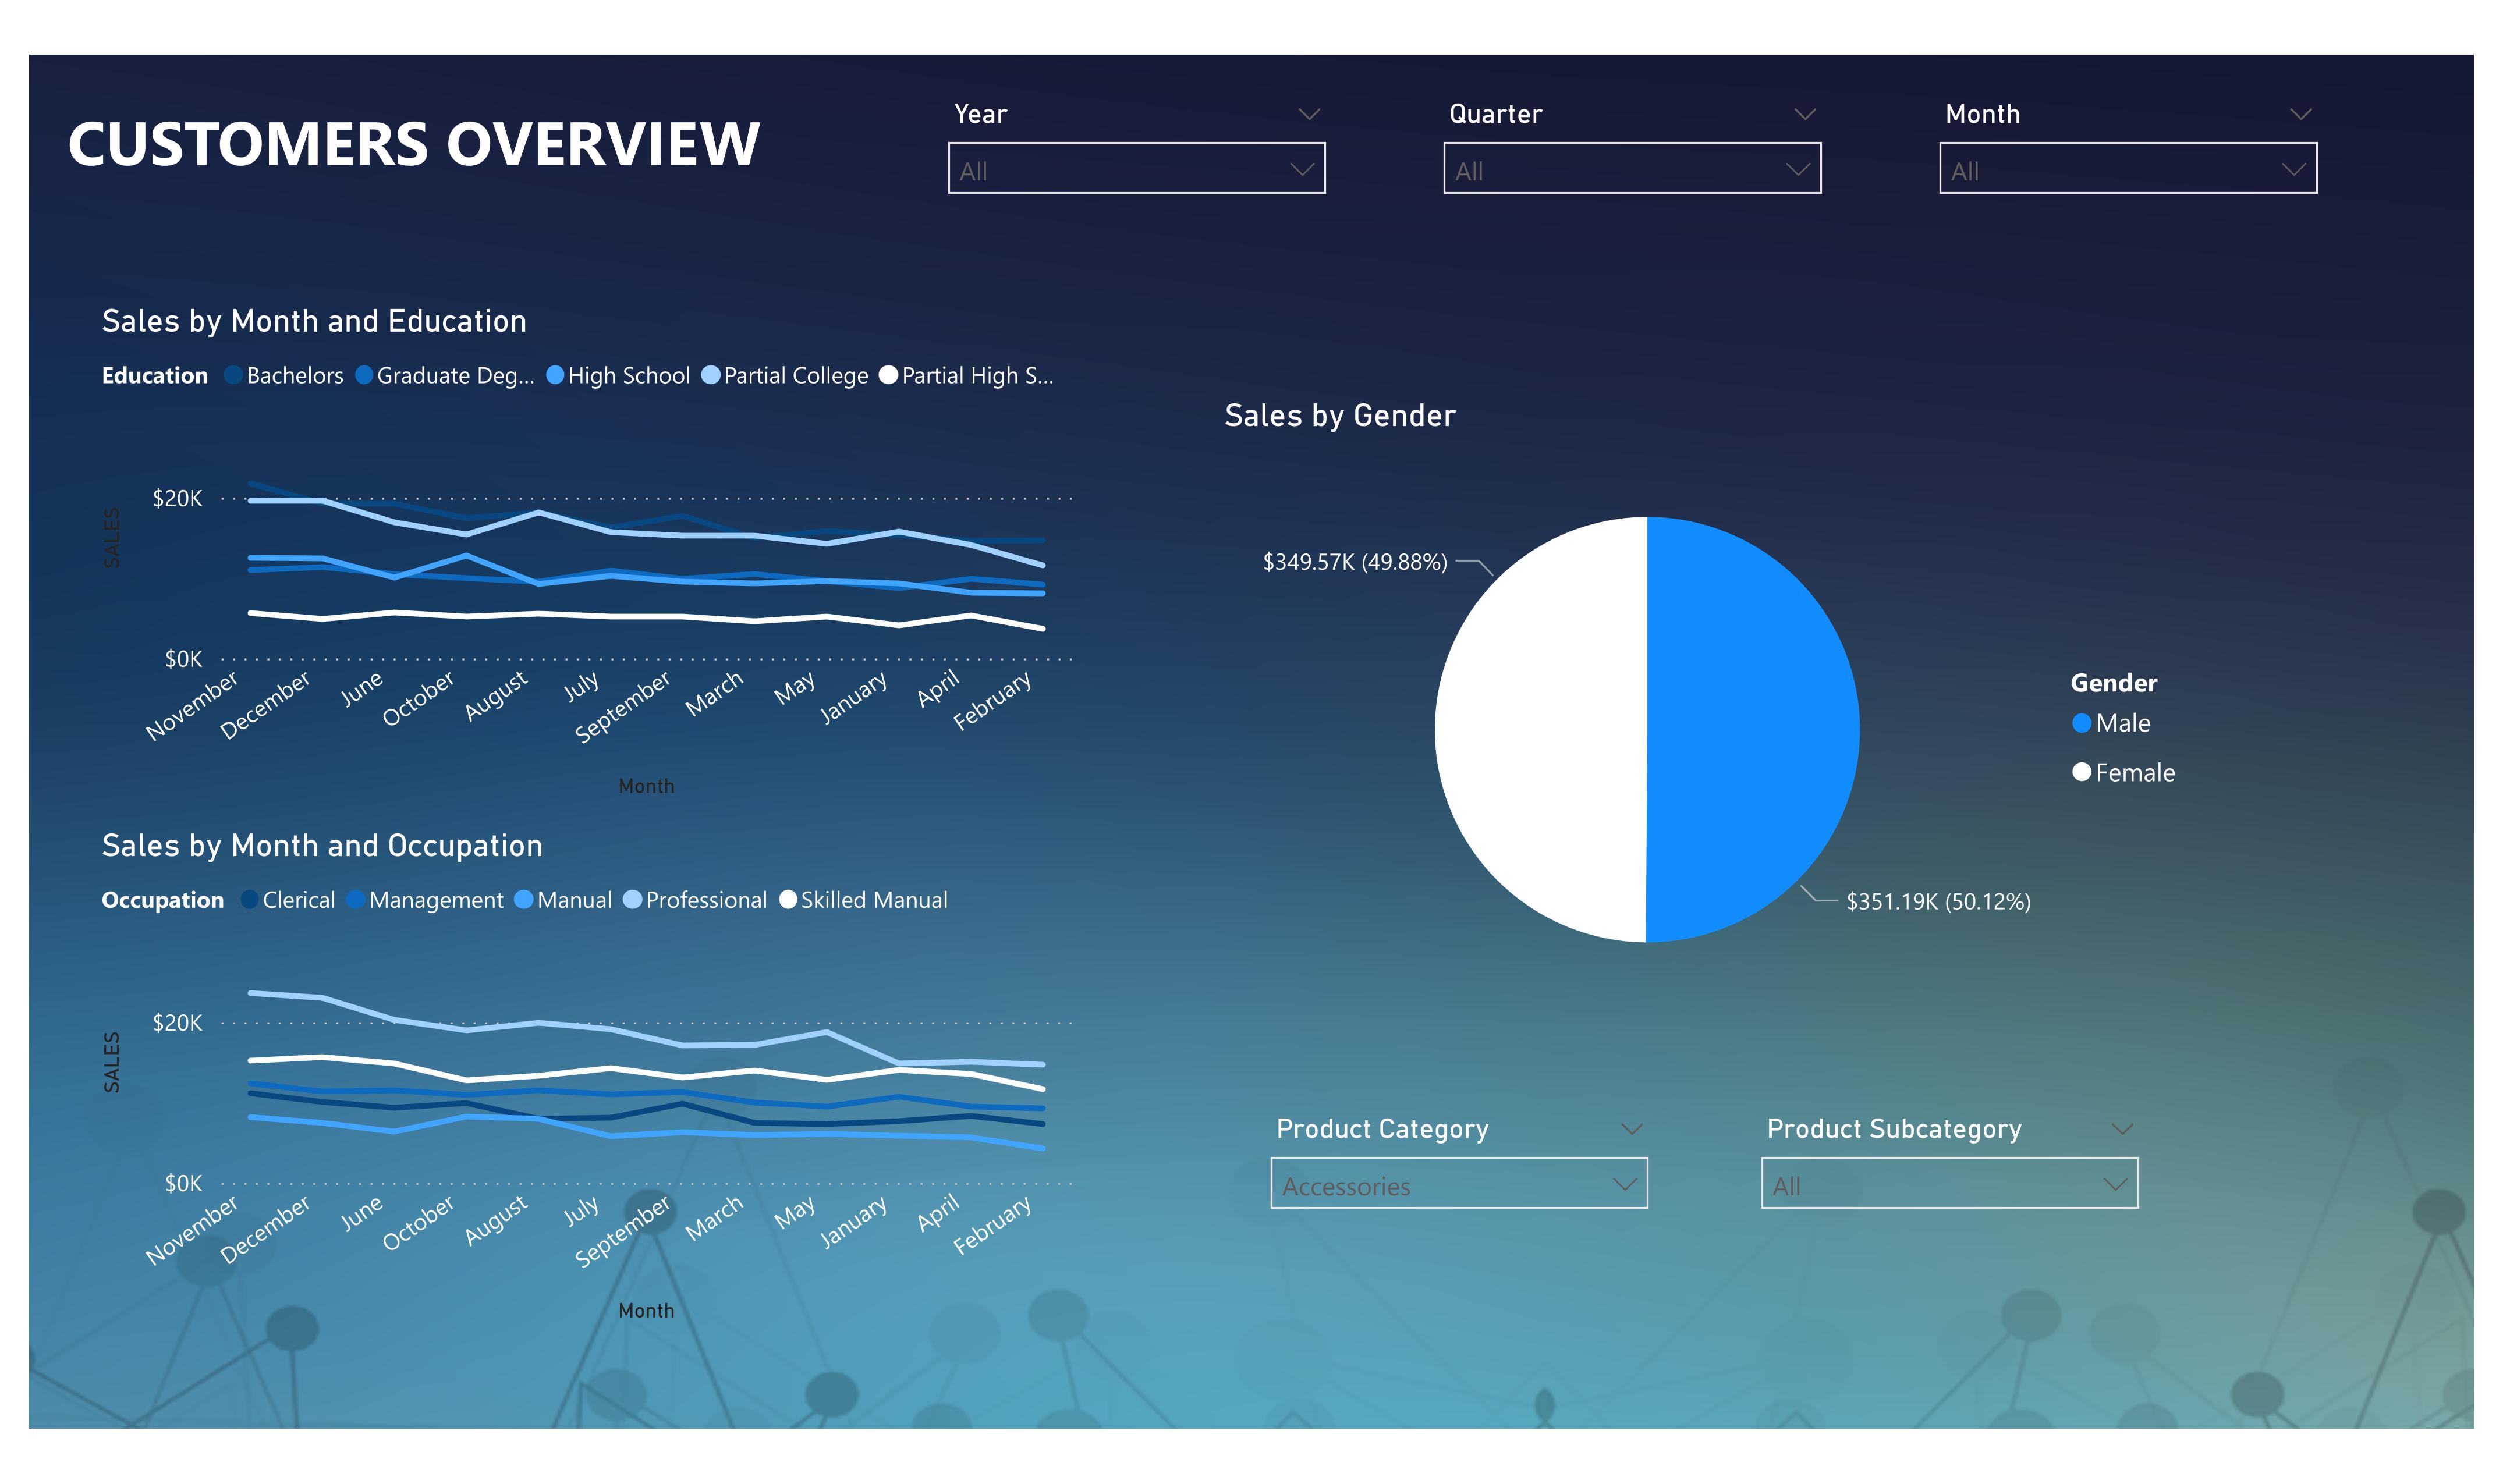 CUSTOMERS OVERVIEW
Year
All
Quarter
All
Month
All
Sales by Month and Education
Education Bachelors Graduate Deg... High School Partial College Partial High S...
SALES
$20K
$0K
November December June October August July September March May January April February
Month
Sales by Gender
$349.57K (49.88%)
$351.19K (50.12%)
Gender
Male
Female
Sales by Month and Occupation
Occupation Clerical Management Manual Professional Skilled Manual
SALES
$20K
$0K
November December June October August July September March May January April February
Month
Product Category
Accessories
Product Subcategory
All